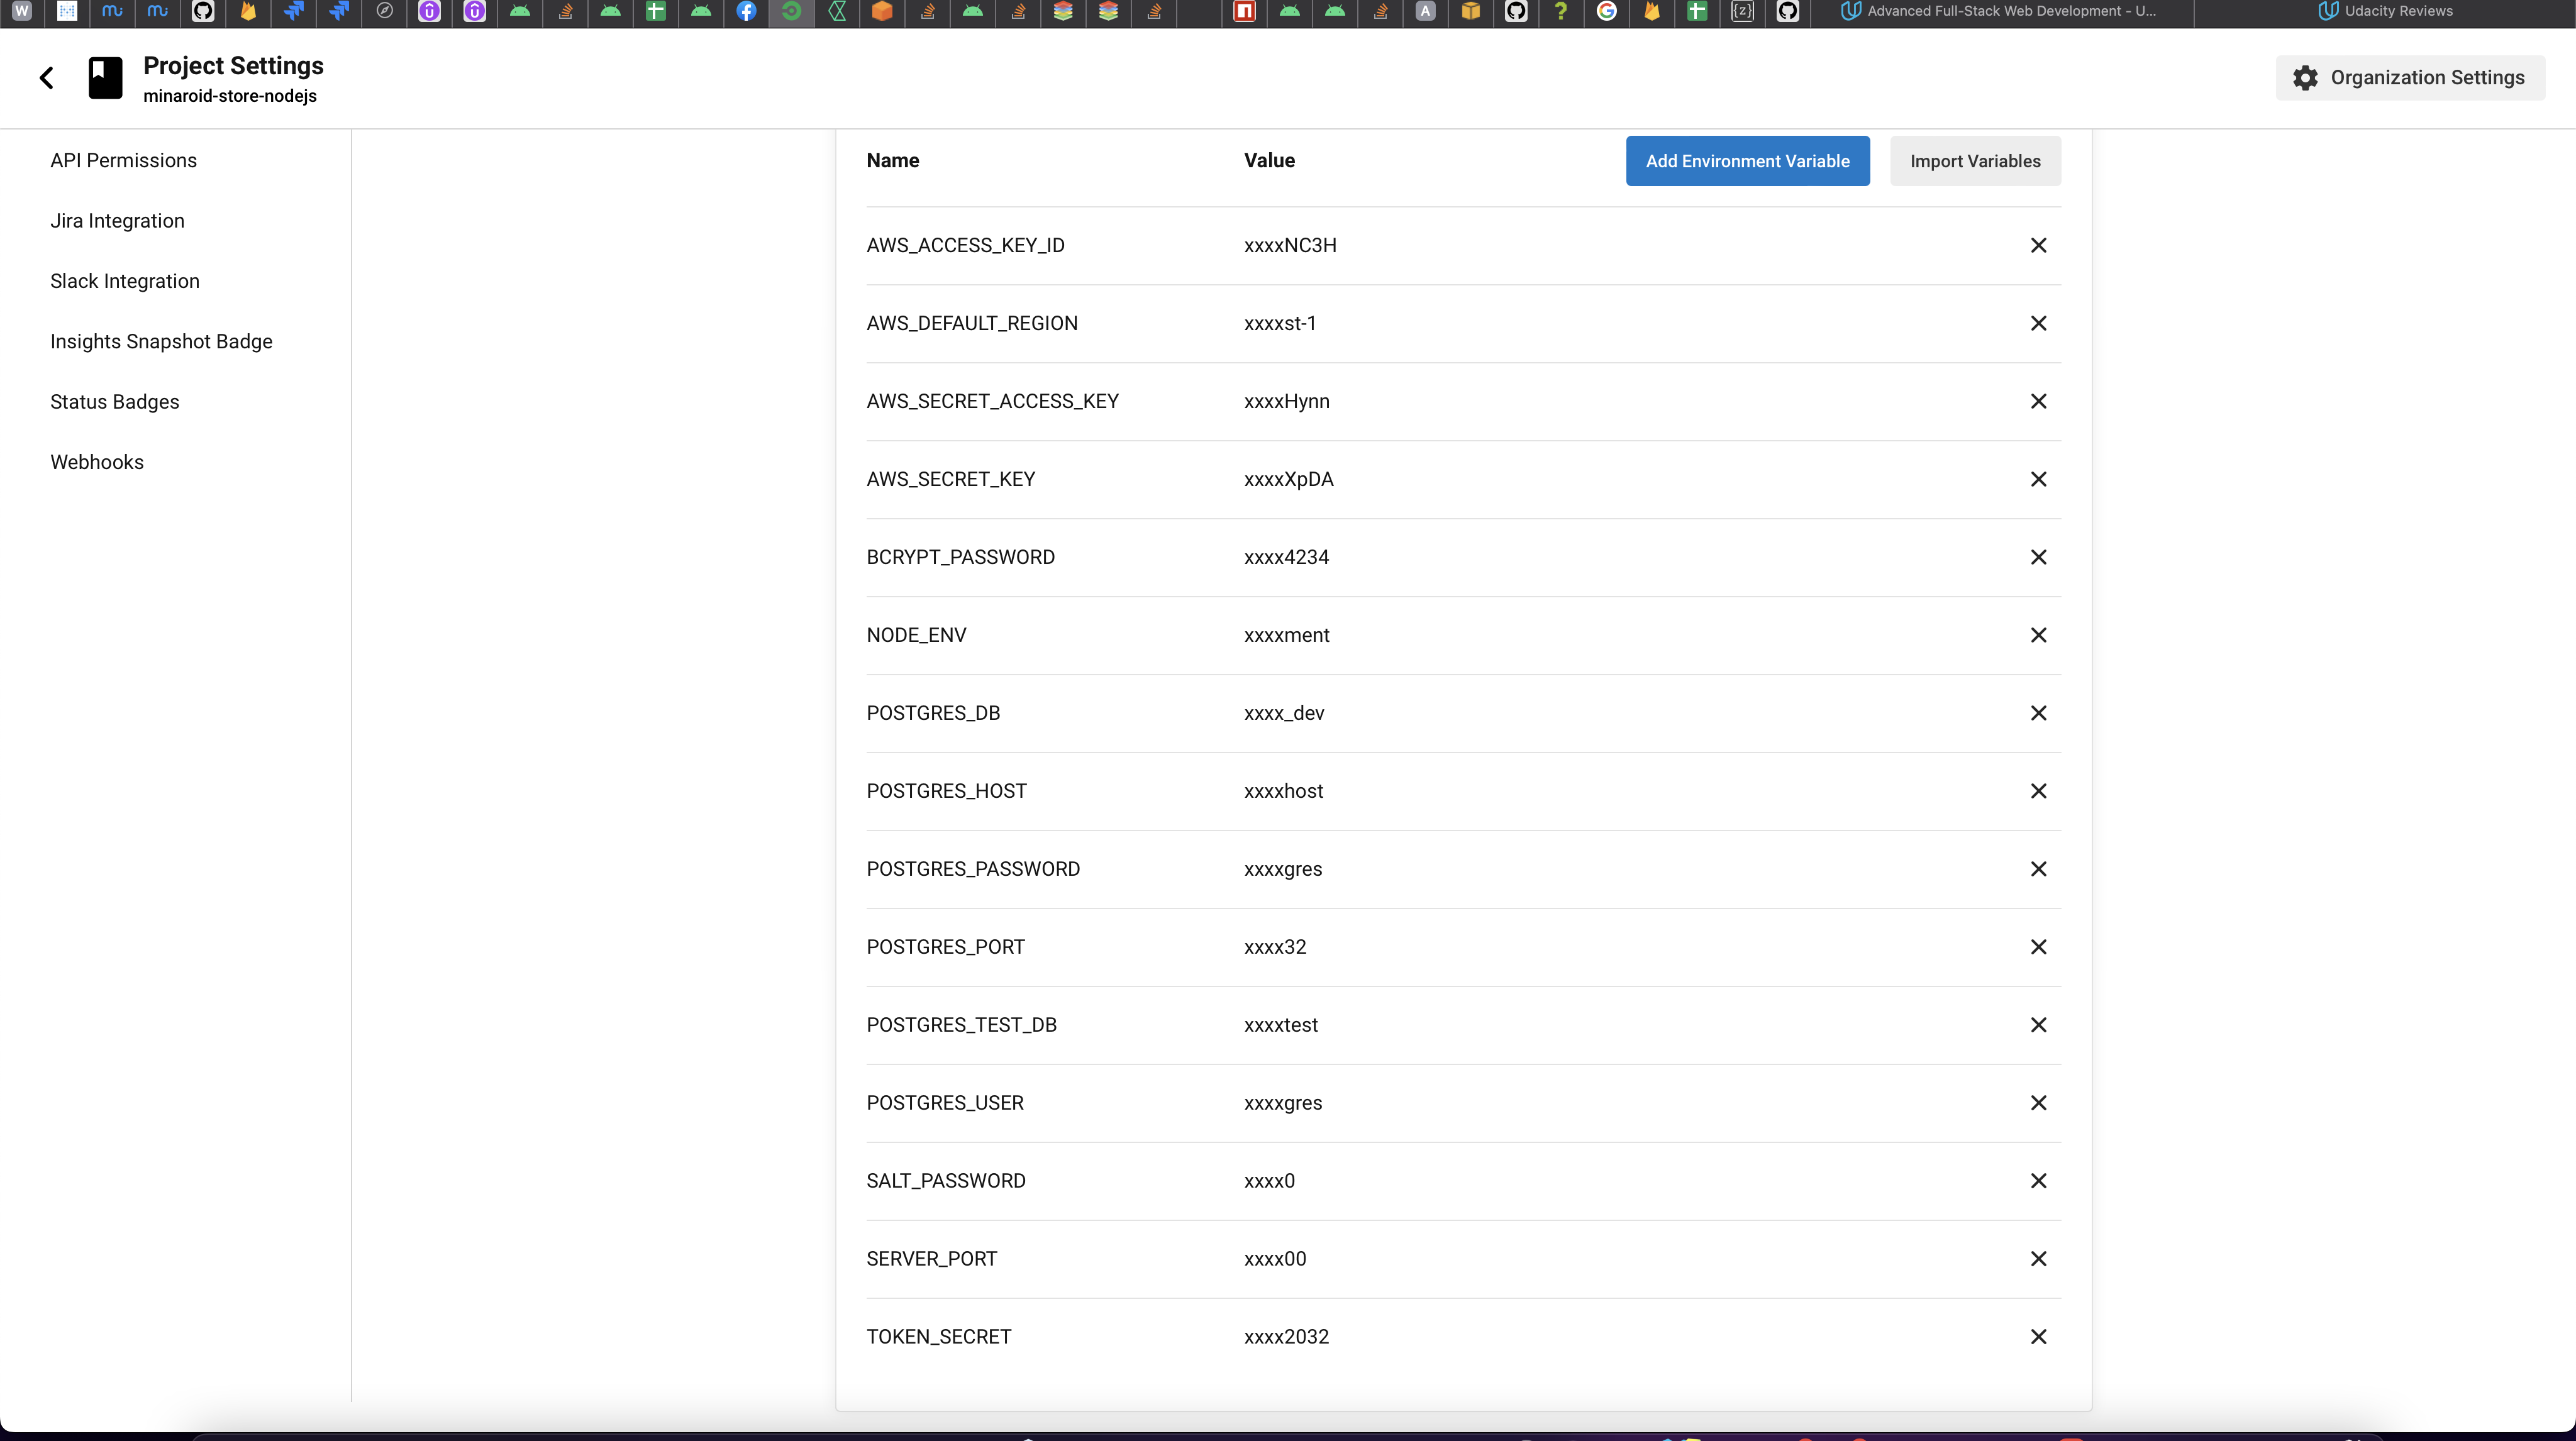 Advanced Full-Stack Web Development - U...
Udacity Reviews
Project Settings
minaroid-store-nodejs
Organization Settings
API Permissions
Jira Integration
Slack Integration
Insights Snapshot Badge
Status Badges
Webhooks
Name Value Add Environment Variable Import Variables
AWS_ACCESS_KEY_ID xxxxNC3H
AWS_DEFAULT_REGION xxxxst-1
AWS_SECRET_ACCESS_KEY xxxxHynn
AWS_SECRET_KEY xxxxXpDA
BCRYPT_PASSWORD xxxx4234
NODE_ENV xxxxment
POSTGRES_DB xxxx_dev
POSTGRES_HOST xxxxhost
POSTGRES_PASSWORD xxxxgres
POSTGRES_PORT xxxx32
POSTGRES_TEST_DB xxxxtest
POSTGRES_USER xxxxgres
SALT_PASSWORD xxxx0
SERVER_PORT xxxx00
TOKEN_SECRET xxxx2032